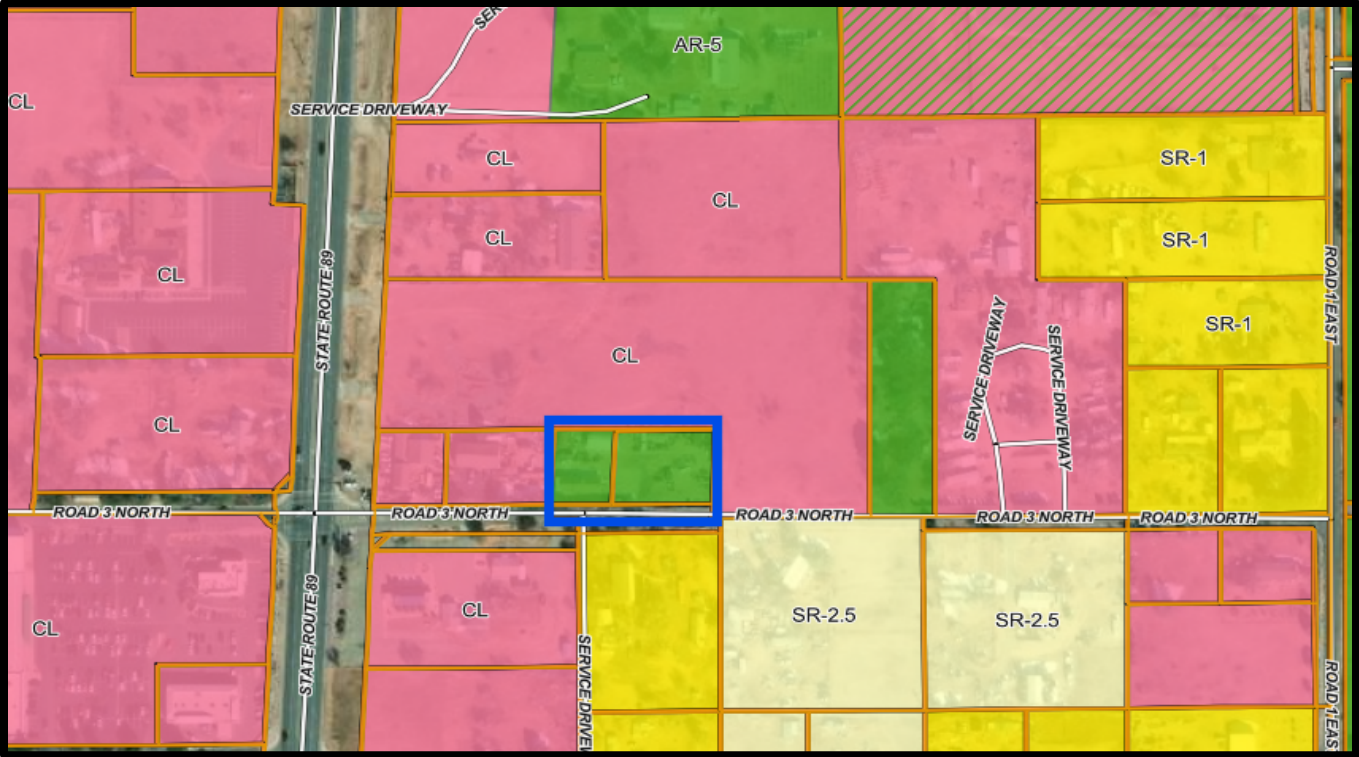 SER
AR-5
CL
SERVICE DRIVEWAY
CL
SR-1
CL
CL
SR-1
CL
STATE ROUTE 89
ROAD 1 EAST
SR-1
SERVICE DRIVEWAY
SERVICE DRIVEWAY
CL
CL
ROAD 3 NORTH
ROAD 3 NORTH
ROAD 3 NORTH
ROAD 3 NORTH
ROAD 3 NORTH
STATE ROUTE 89
CL
SR-2.5
SR-2.5
CL
SERVICE DRIVEW
ROAD 1 EAS